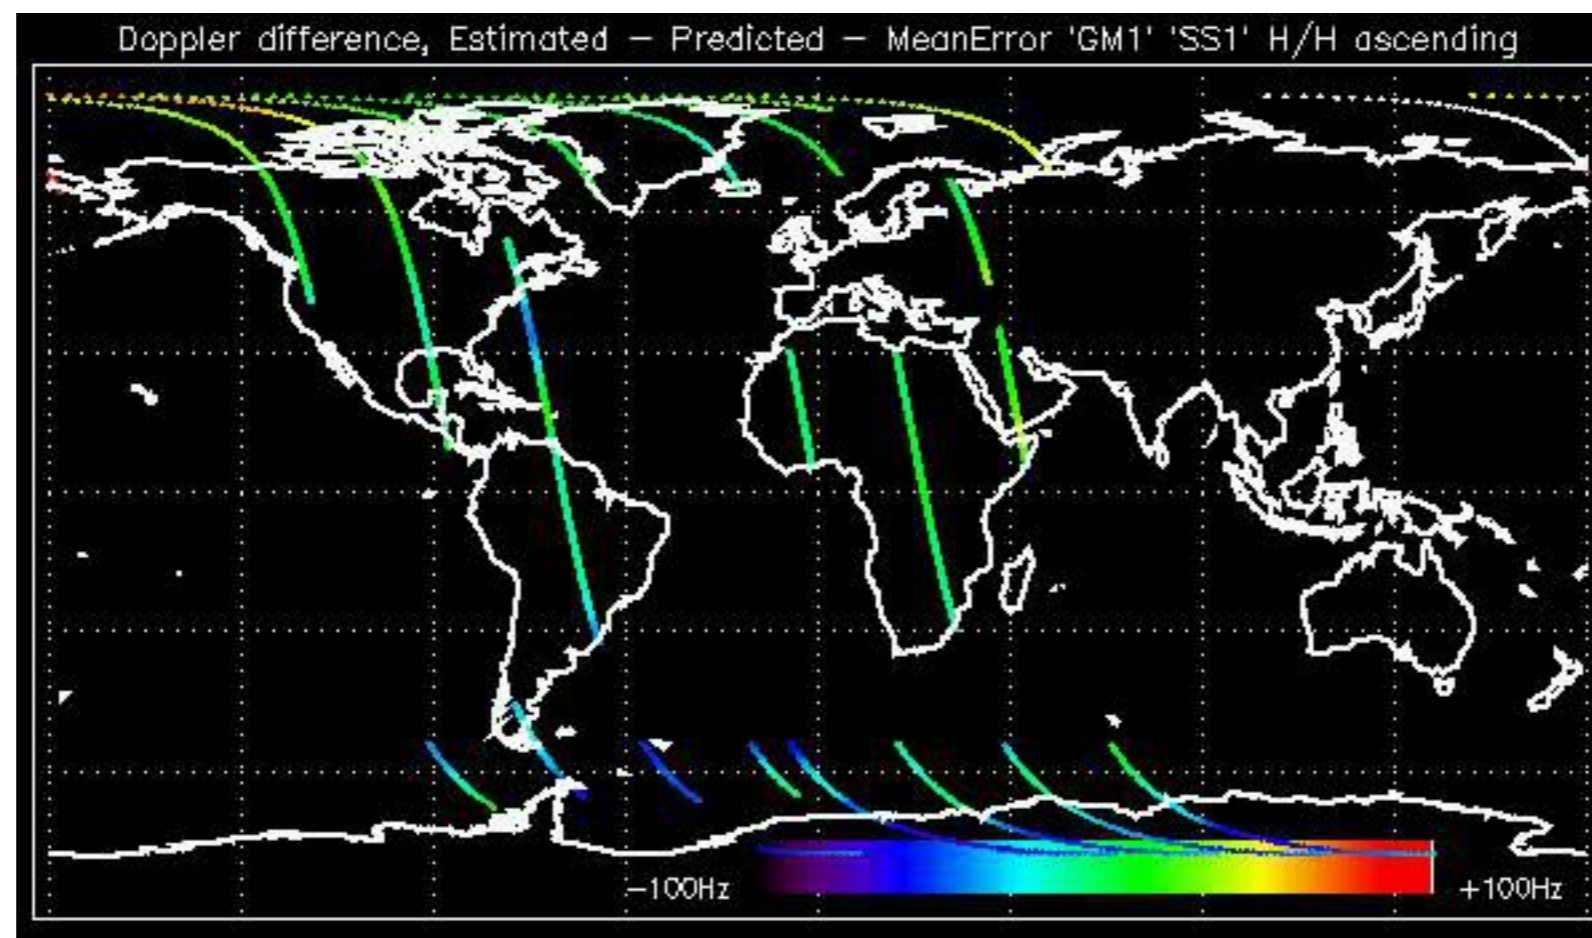 Doppler difference, Estimated – Predicted – MeanError 'GM1' 'SS1' H/H ascending
–100Hz
+100Hz